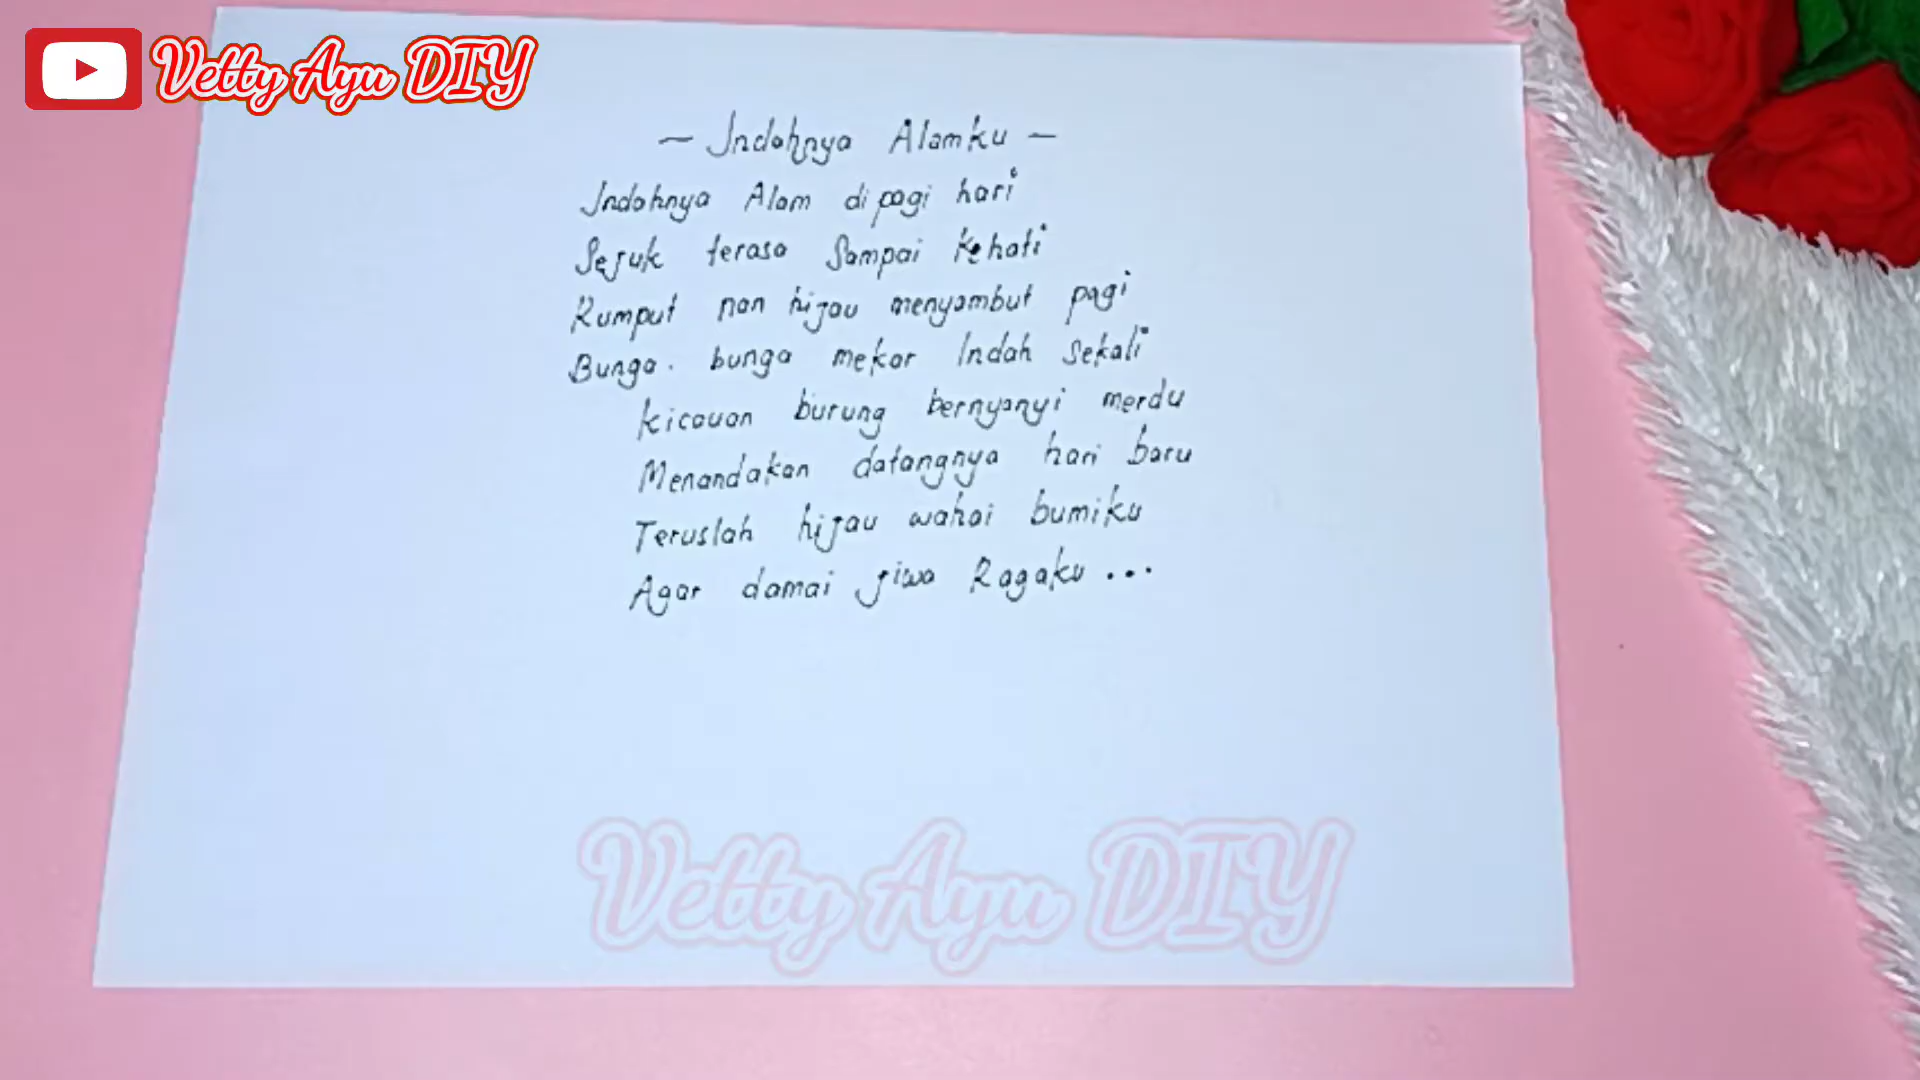 Vetty Ayu DIY
- Indahnya Alamku -
Indahnya Alam di pagi hari
Sejuk terasa Sampai Kehati
Rumput nan hijau menyambut pagi
Bunga. bunga mekar Indah Sekali
Kicauan burung bernyanyi merdu
Menandakan datangnya hari baru
Teruslah hijau wahai bumiku
Agar damai jiwa Ragaku ...
Vetty Ayu DIY